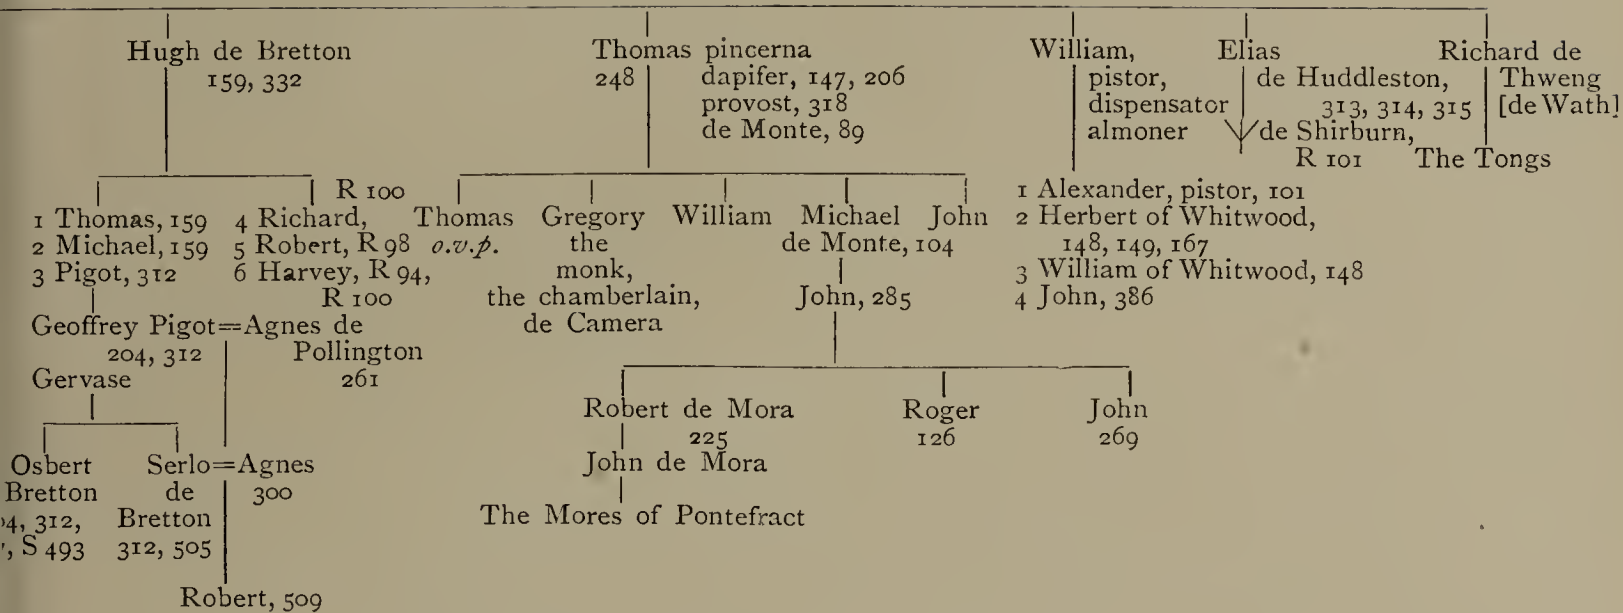 Hugh de Bretton
159, 332
Thomas pincerna
248 dapifer, 147, 206
provost, 318
de Monte, 89
William,
pistor,
dispensator
almoner
Elias
de Huddleston,
313, 314, 315
de Shirburn,
R 101
Richard de
Thweng
[de Wath]
The Tongs
1 Thomas, 159
2 Michael, 159
3 Pigot, 312
R 100
4 Richard,
5 Robert, R 98
6 Harvey, R 94,
R 100
Thomas
o.v.p.
Gregory
the
monk,
the chamberlain,
de Camera
William
Michael
de Monte, 104
John
John, 285
1 Alexander, pistor, 101
2 Herbert of Whitwood,
148, 149, 167
3 William of Whitwood, 148
4 John, 386
Geoffrey Pigot=Agnes de
204, 312 Pollington
261
Gervase
Robert de Mora
225
Roger
126
John
269
John de Mora
The Mores of Pontefract
Osbert
Bretton
4, 312,
S 493
Serlo=Agnes
de 300
Bretton
312, 505
Robert, 509